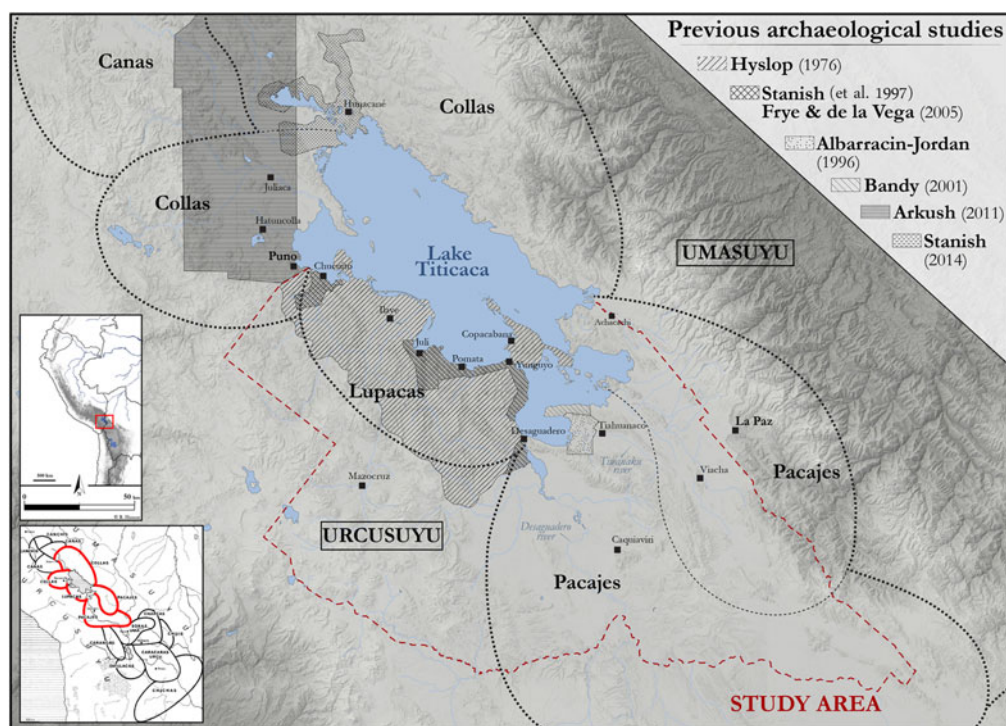 Previous archaeological studies
Hyslop (1976)
Stanish (et al. 1997)
Frye & de la Vega (2005)
Albarracin-Jordan
(1996)
Bandy (2001)
Arkush (2011)
Stanish
(2014)
Canas
Collas
Huancané
Juliaca
Collas
Hatuncolla
Puno
Chucuito
Lake
Titicaca
UMASUYU
Ilave
Copacabana
Achacachi
Juli
Pomata
Yunguyo
Lupacas
Desaguadero
Tiahuanaco
La Paz
Viacha
Pacajes
Mazocruz
URCUSUYU
Desaguadero
river
Caquiaviri
Pacajes
STUDY AREA
300 km
N
0
50
km
COLLAS
PACAJES